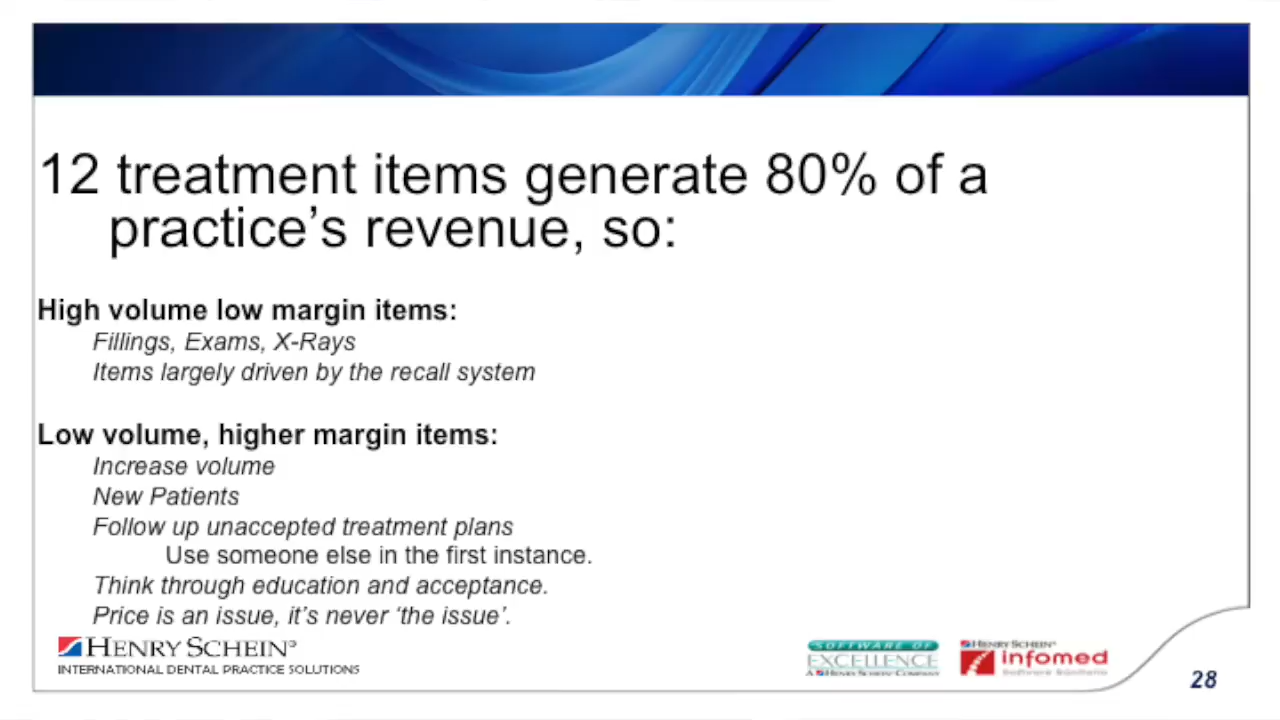 12 treatment items generate 80% of a
practice’s revenue, so:
High volume low margin items:
Fillings, Exams, X-Rays
Items largely driven by the recall system
Low volume, higher margin items:
Increase volume
New Patients
Follow up unaccepted treatment plans
Use someone else in the first instance.
Think through education and acceptance.
Price is an issue, it’s never ‘the issue’.
HENRY SCHEIN®
INTERNATIONAL DENTAL PRACTICE SOLUTIONS
SOFTWARE OF
EXCELLENCE
A HENRY SCHEIN COMPANY
HENRY SCHEIN®
infomed
28